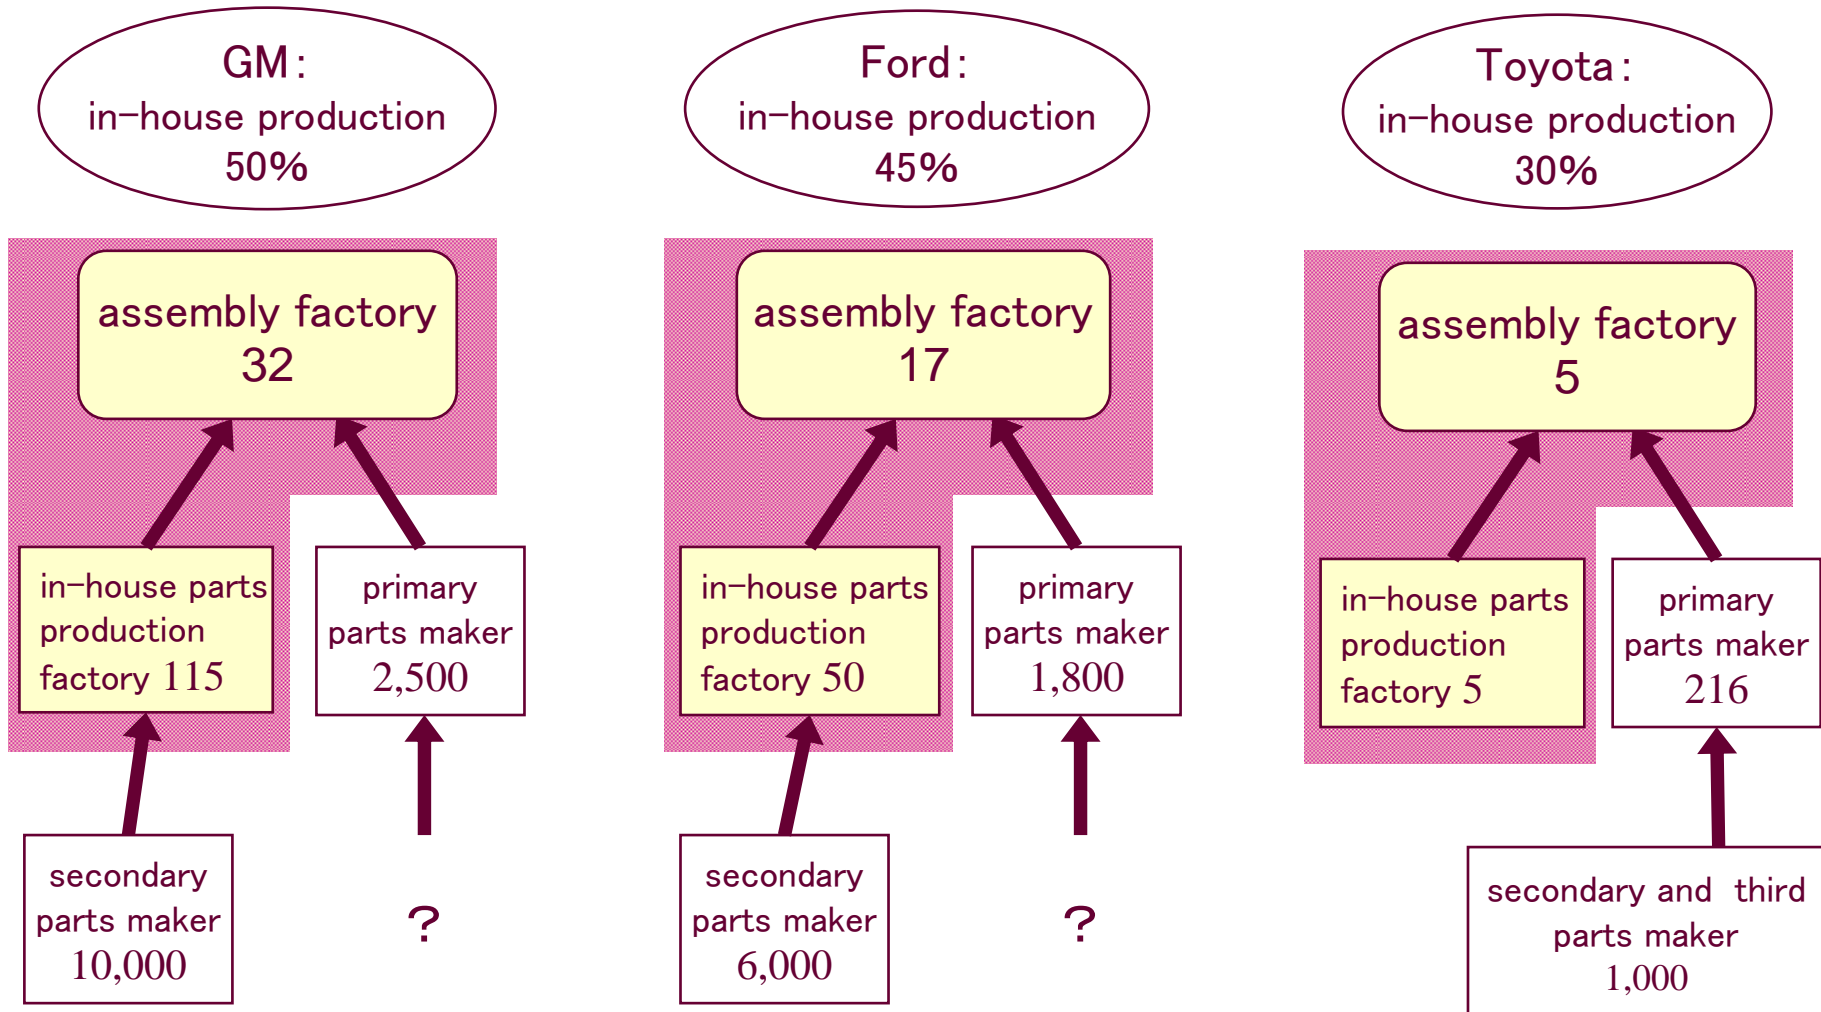 GM:
in-house production
50%
assembly factory
32
in-house parts
production
factory 115
primary
parts maker
2,500
secondary
parts maker
10,000
?
Ford:
in-house production
45%
assembly factory
17
in-house parts
production
factory 50
primary
parts maker
1,800
secondary
parts maker
6,000
?
Toyota:
in-house production
30%
assembly factory
5
in-house parts
production
factory 5
primary
parts maker
216
secondary and third
parts maker
1,000